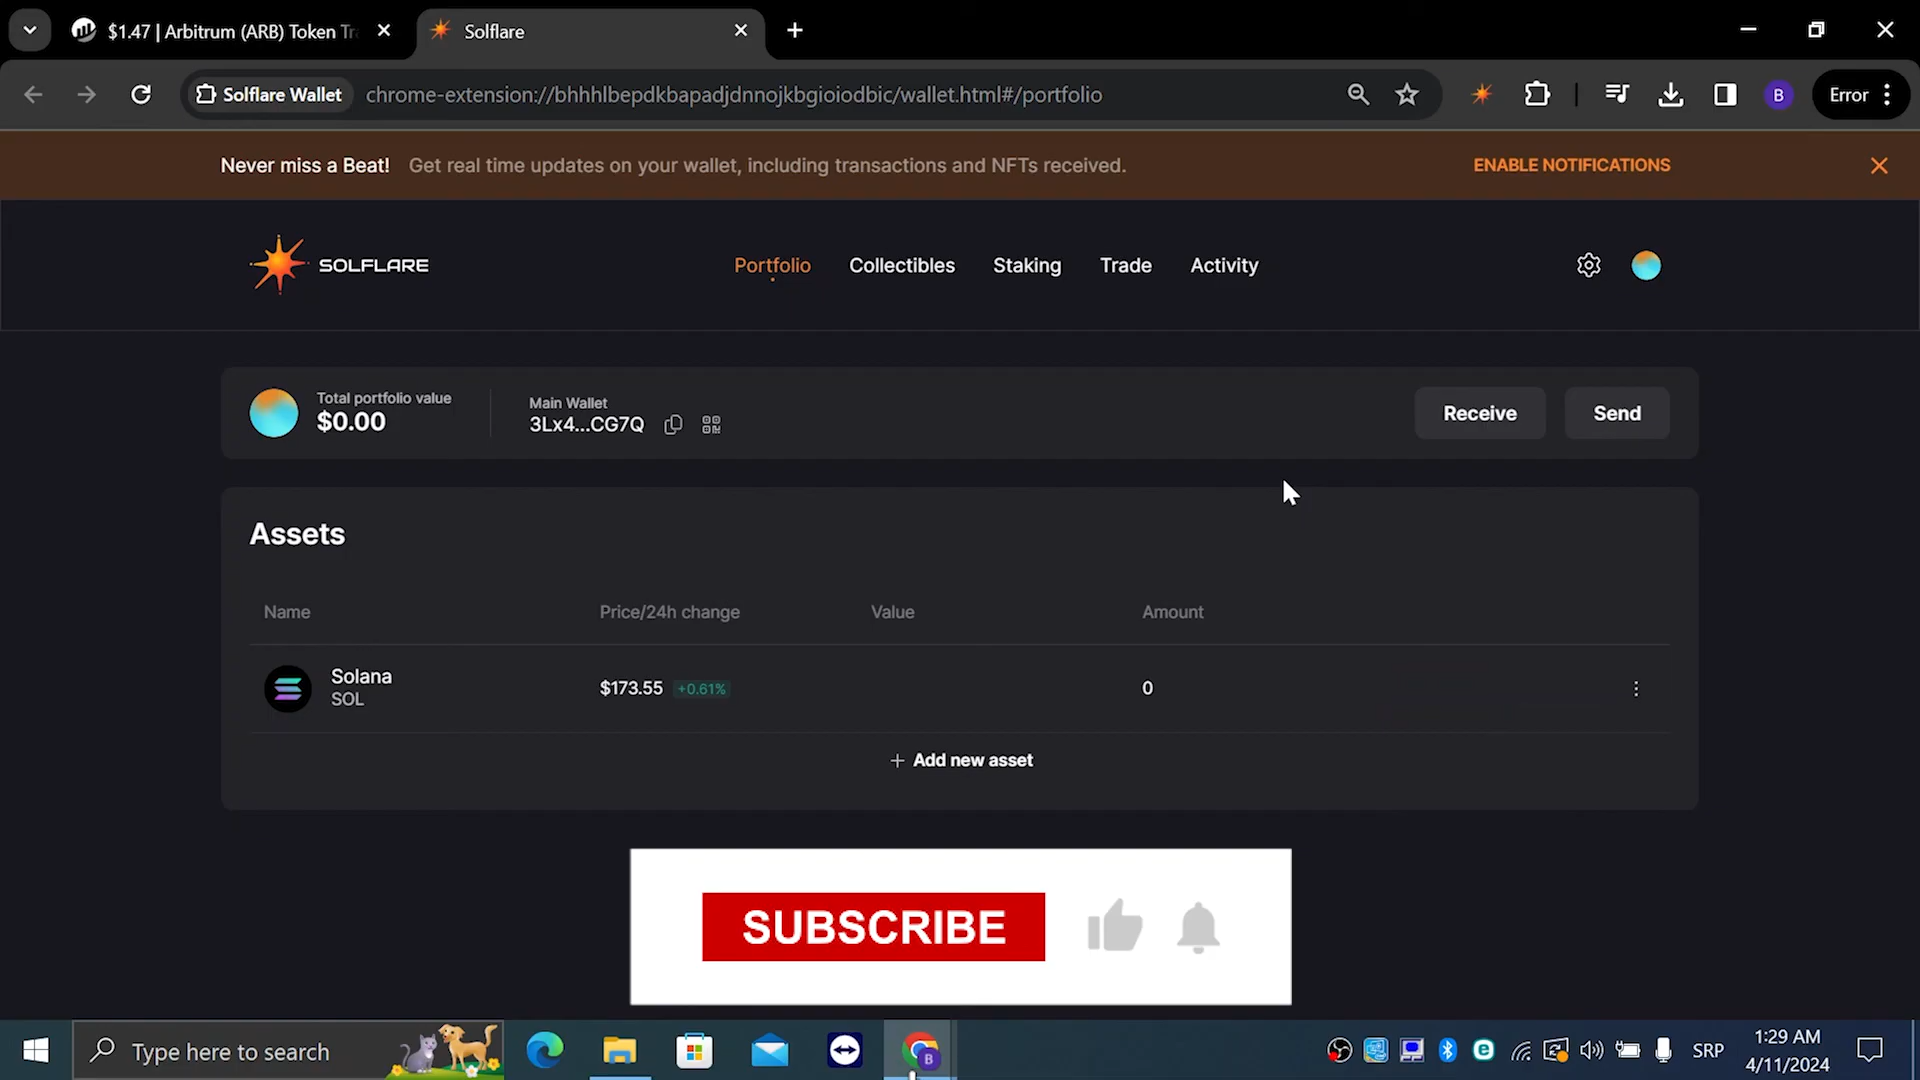 $1.47 | Arbitrum (ARB) Token Tr
Solflare
Solflare Wallet
chrome-extension://bhhhlbepdkbapadjdnnojkbgioiodbic/wallet.html#/portfolio
B
Error
Never miss a Beat! Get real time updates on your wallet, including transactions and NFTs received.
ENABLE NOTIFICATIONS
SOLFLARE
Portfolio
Collectibles
Staking
Trade
Activity
Total portfolio value
$0.00
Main Wallet
3Lx4...CG7Q
Receive
Send
Assets
Name
Price/24h change
Value
Amount
Solana
SOL
$173.55 +0.61%
0
+ Add new asset
SUBSCRIBE
Type here to search
B
SRP
1:29 AM
4/11/2024